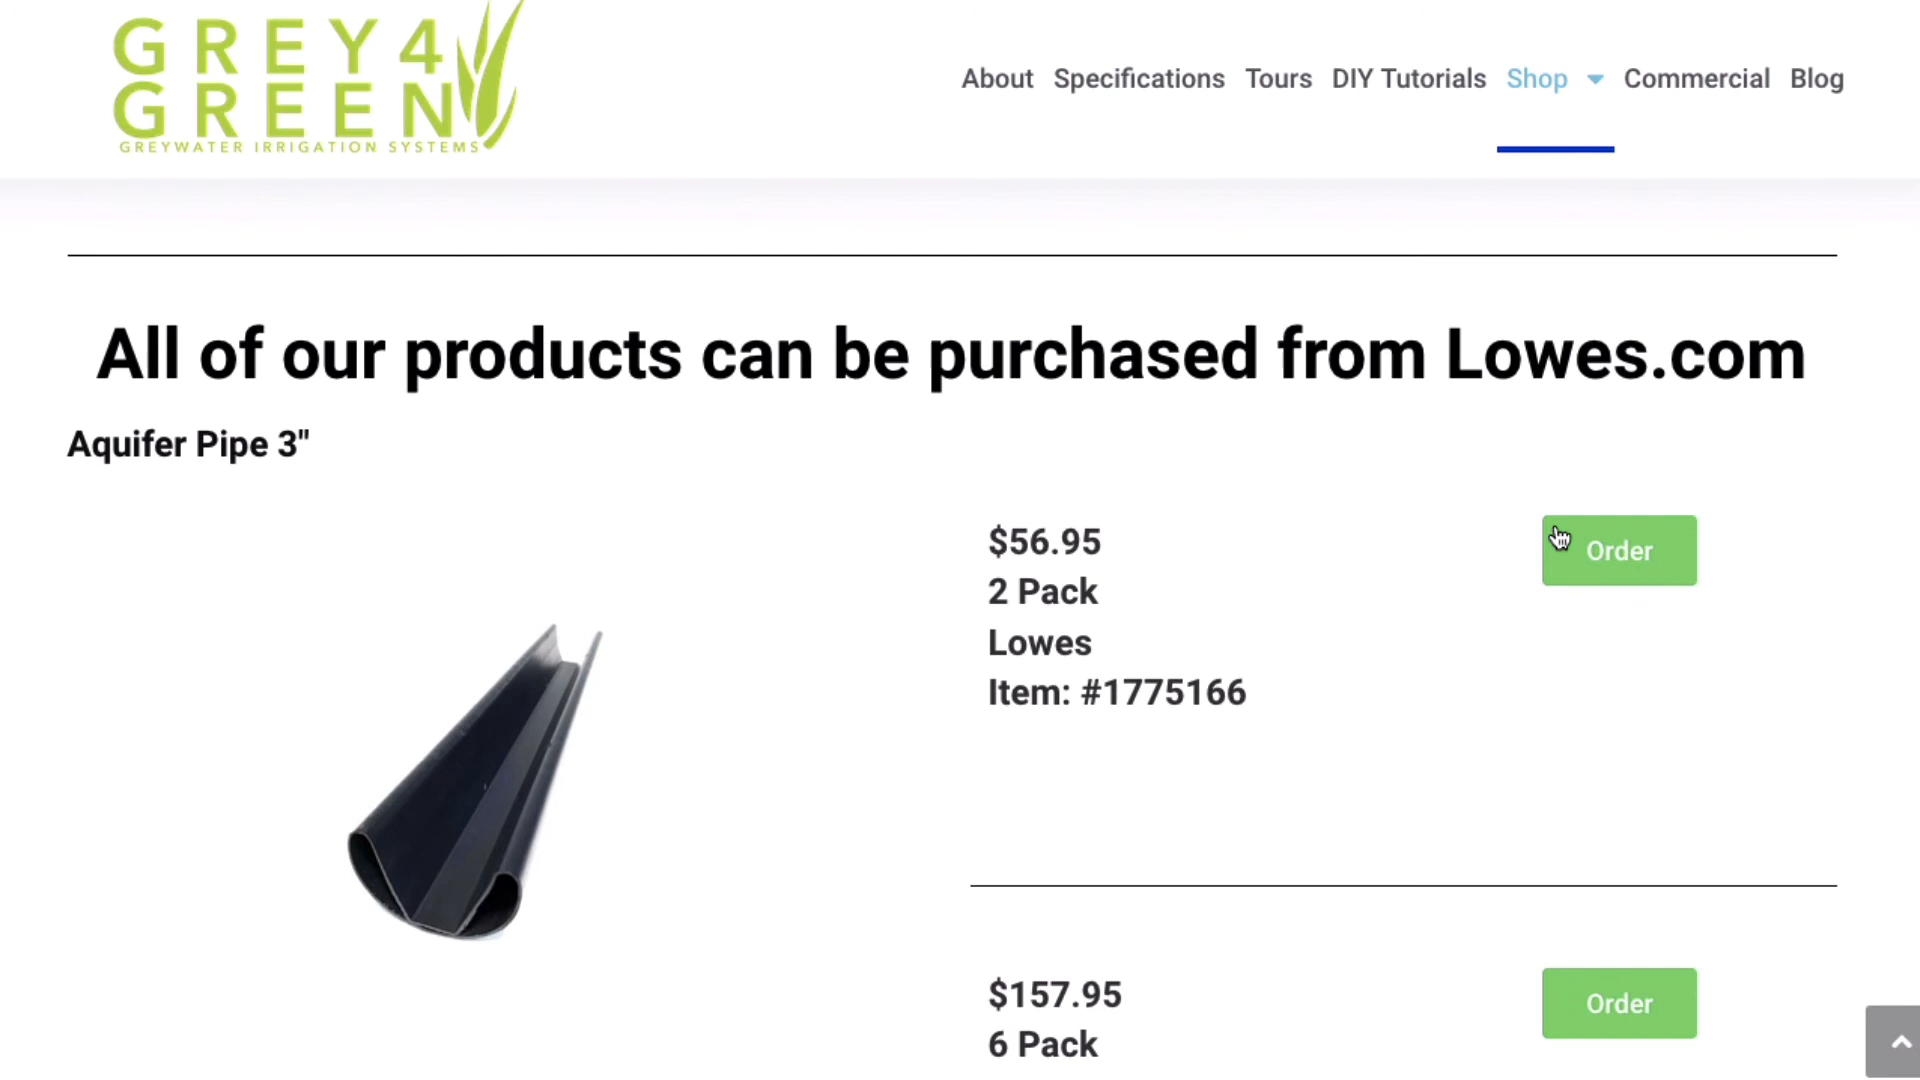 GREY4
GREEN
GREYWATER IRRIGATION SYSTEMS
About Specifications Tours DIY Tutorials Shop Commercial Blog
All of our products can be purchased from Lowes.com
Aquifer Pipe 3"
$56.95
2 Pack
Lowes
Item: #1775166
Order
$157.95
6 Pack
Order